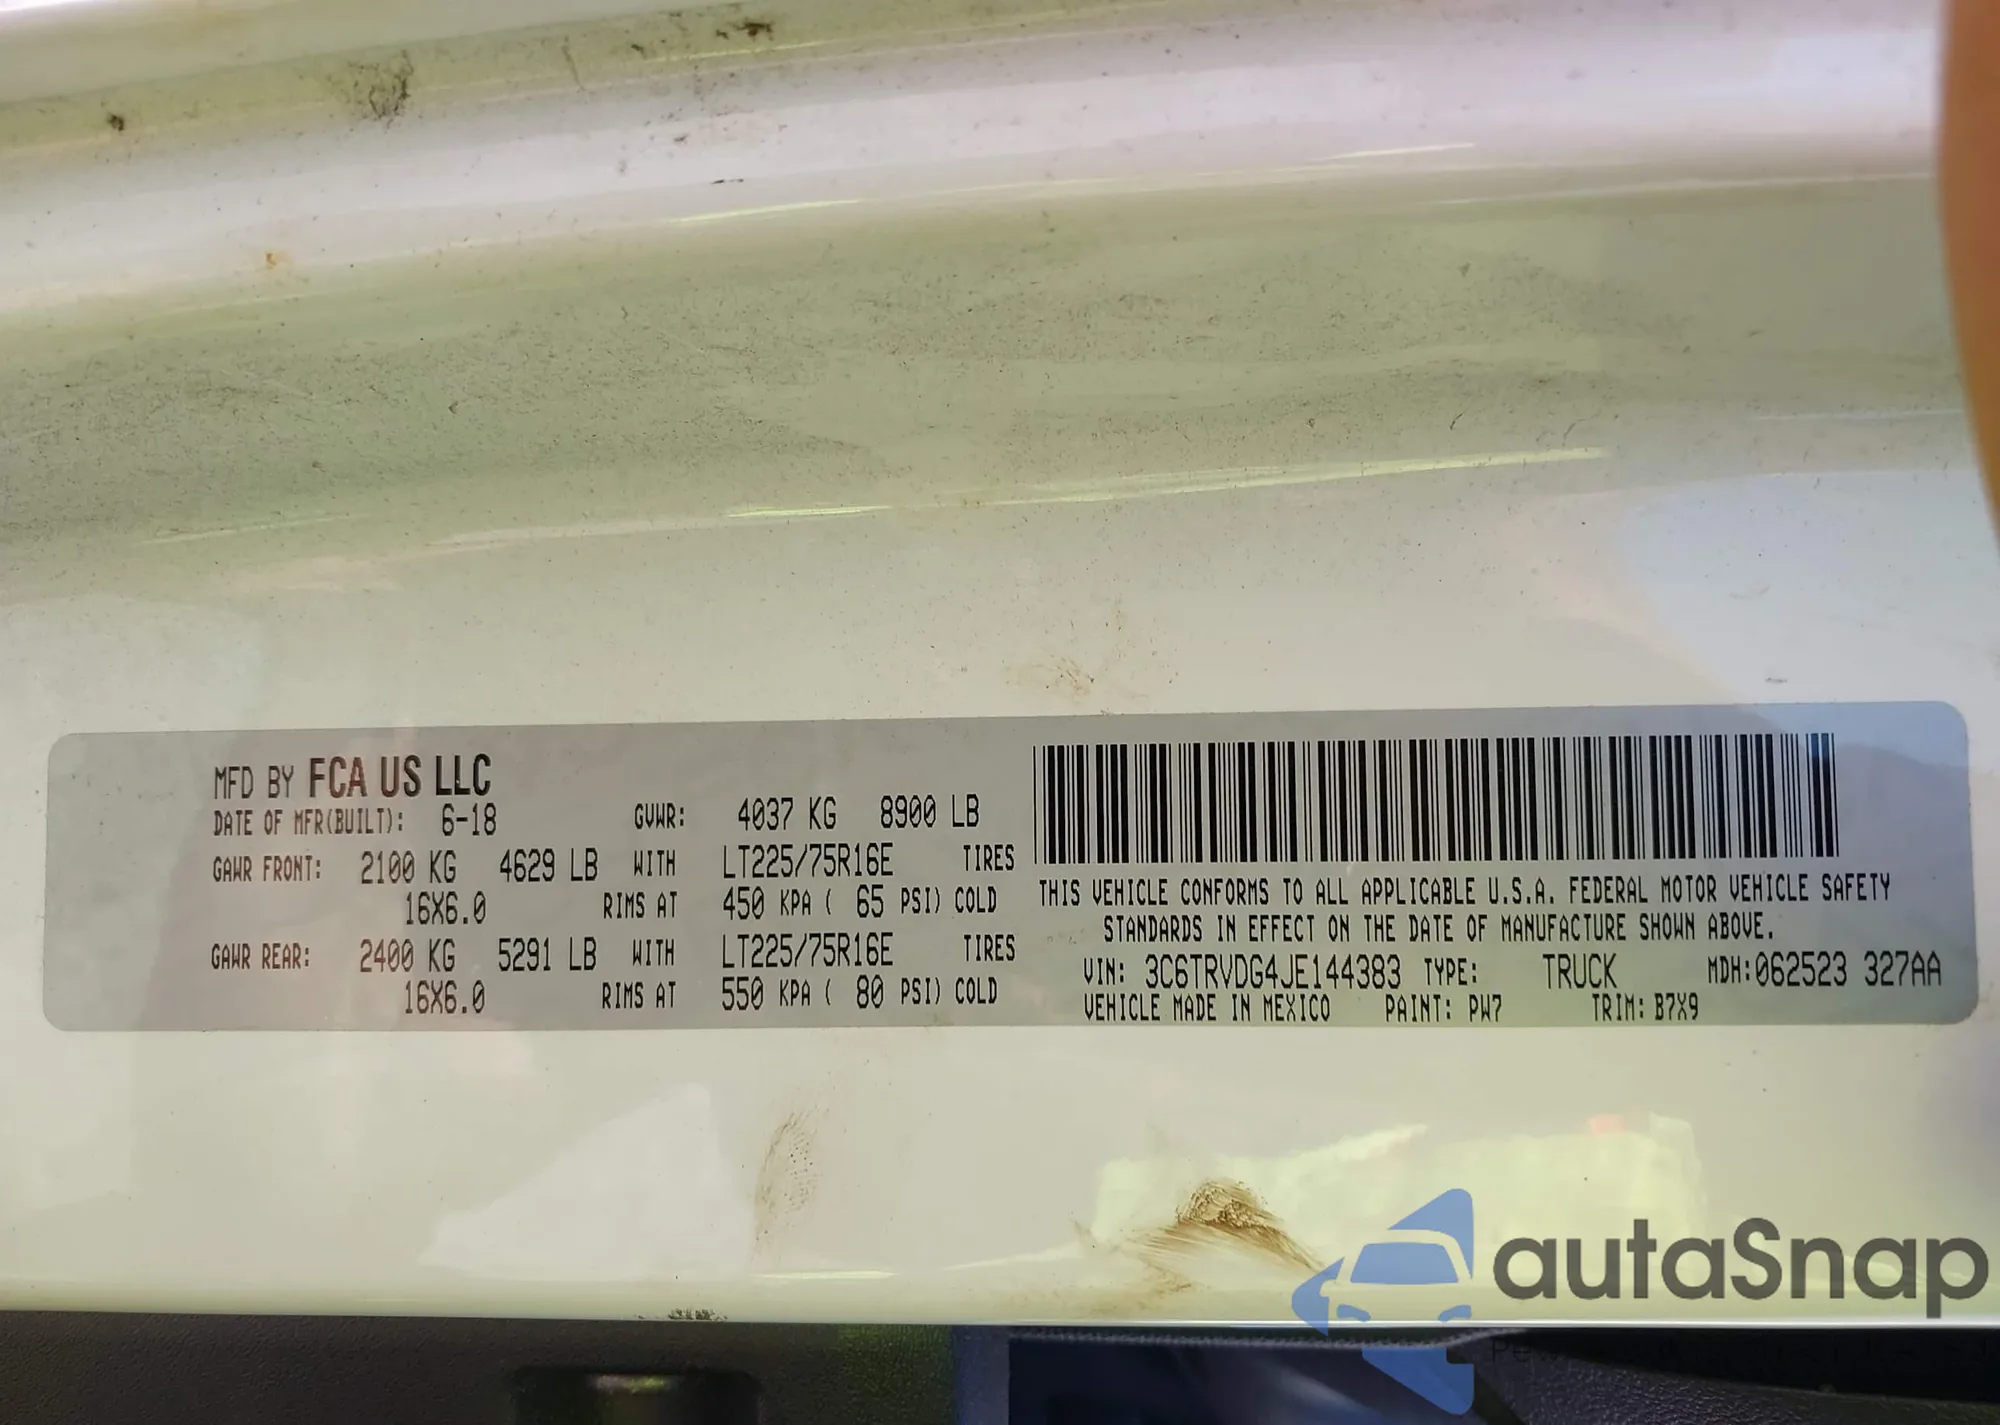 MFD BY FCA US LLC
DATE OF MFR(BUILT): 6-18 GVWR: 4037 KG 8900 LB
GAWR FRONT: 2100 KG 4629 LB WITH LT225/75R16E TIRES
16X6.0 RIMS AT 450 KPA ( 65 PSI) COLD
GAWR REAR: 2400 KG 5291 LB WITH LT225/75R16E TIRES
16X6.0 RIMS AT 550 KPA ( 80 PSI) COLD
THIS VEHICLE CONFORMS TO ALL APPLICABLE U.S.A. FEDERAL MOTOR VEHICLE SAFETY
STANDARDS IN EFFECT ON THE DATE OF MANUFACTURE SHOWN ABOVE.
VIN: 3C6TRVDG4JE144383 TYPE: TRUCK MDH:062523 327AA
VEHICLE MADE IN MEXICO PAINT: PW7 TRIM: B7X9
autaSnap